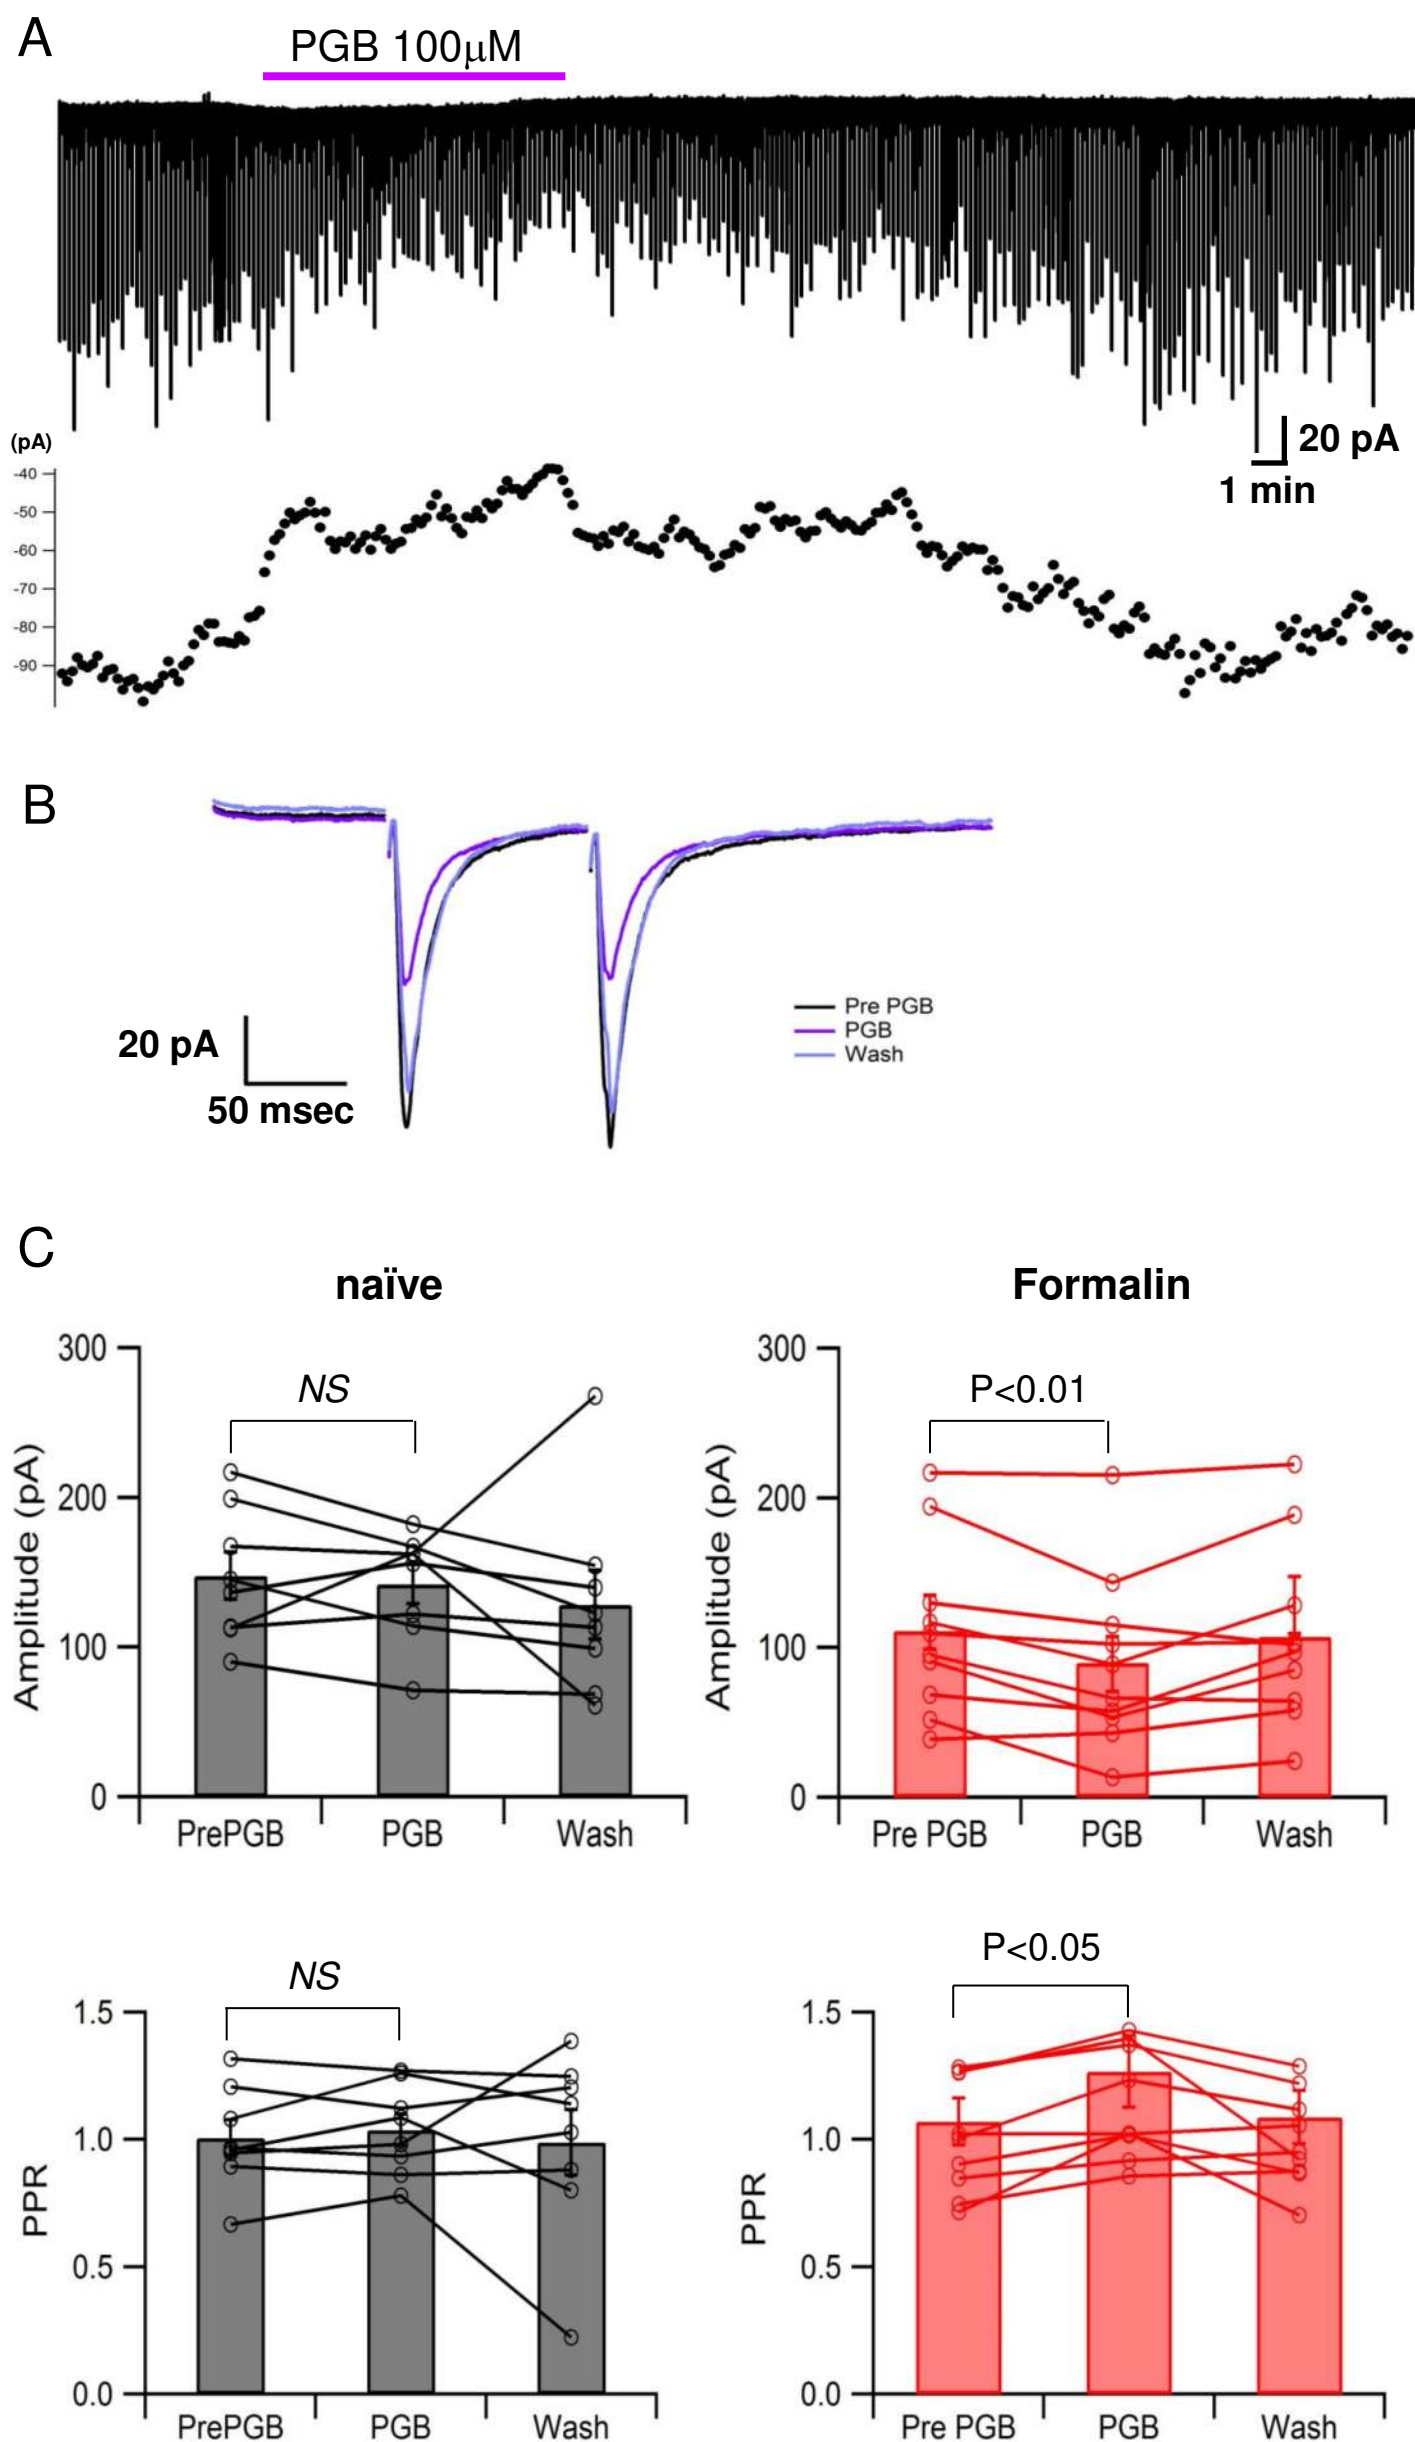 A
PGB 100μM
(pA)
-40
-50
-60
-70
-80
-90
20 pA
1 min
B
20 pA
50 msec
Pre PGB
PGB
Wash
C
naïve
Formalin
300
200
100
0
Amplitude (pA)
NS
PrePGB PGB Wash
300
200
100
0
Amplitude (pA)
P<0.01
Pre PGB PGB Wash
1.5
1.0
0.5
0.0
PPR
NS
PrePGB PGB Wash
1.5
1.0
0.5
0.0
PPR
P<0.05
Pre PGB PGB Wash